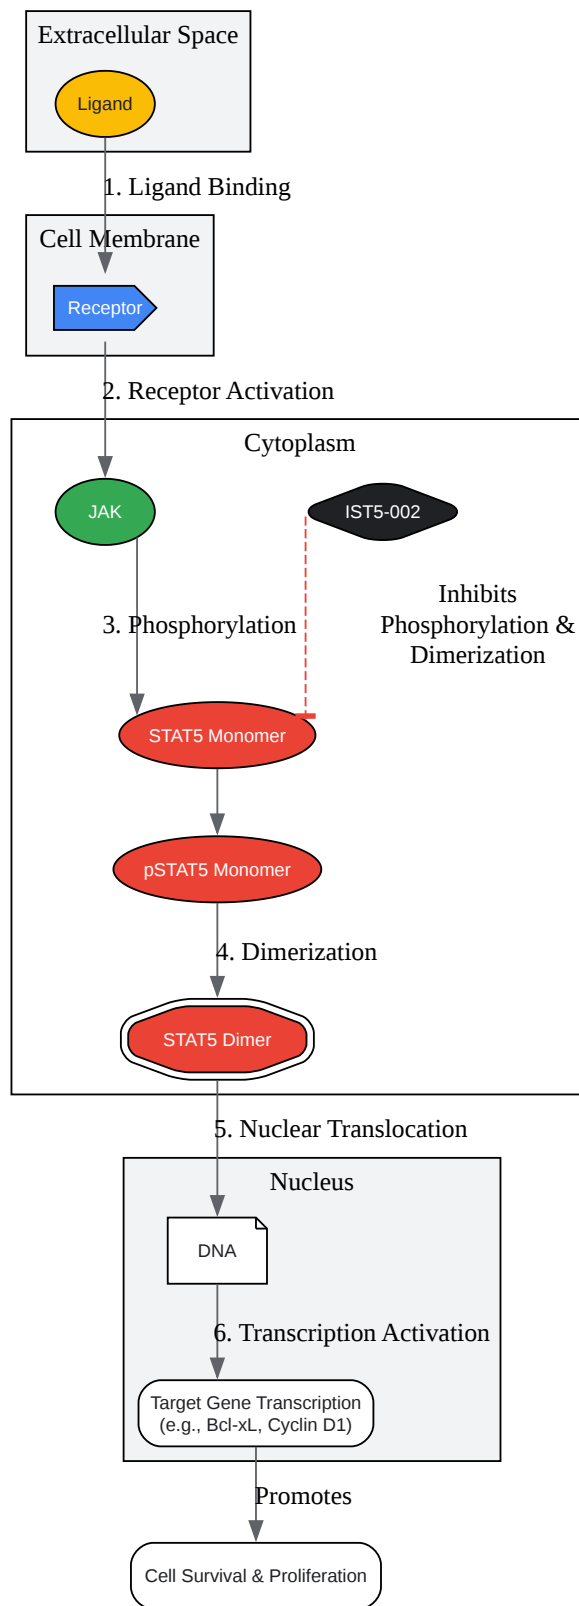 Extracellular Space
Ligand
1. Ligand Binding
Cell Membrane
Receptor
2. Receptor Activation
Cytoplasm
JAK
IST5-002
3. Phosphorylation
Inhibits
Phosphorylation &
Dimerization
STAT5 Monomer
pSTAT5 Monomer
4. Dimerization
STAT5 Dimer
5. Nuclear Translocation
Nucleus
DNA
6. Transcription Activation
Target Gene Transcription
(e.g., Bcl-xL, Cyclin D1)
Promotes
Cell Survival & Proliferation